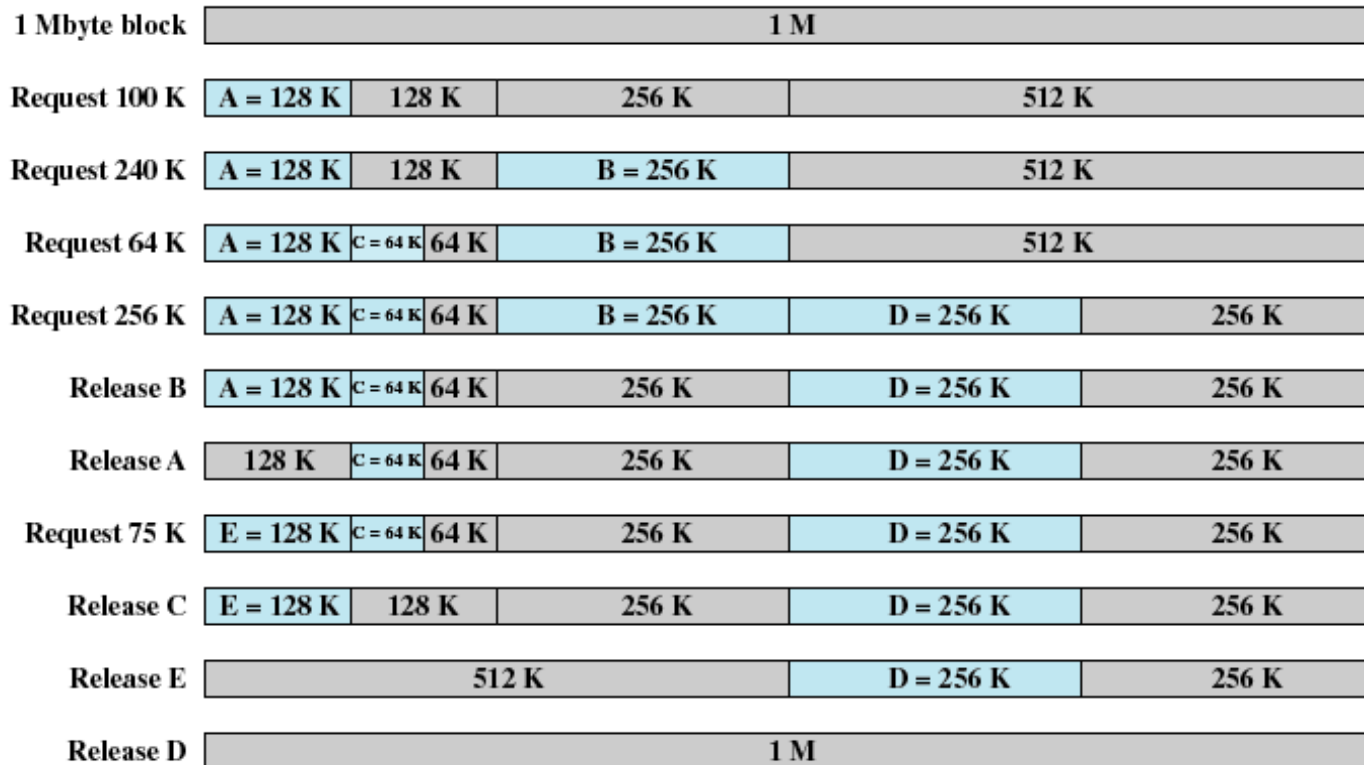 1 Mbyte block 1 M
Request 100 K A = 128 K 128 K 256 K 512 K
Request 240 K A = 128 K 128 K B = 256 K 512 K
Request 64 K A = 128 K C = 64 K 64 K B = 256 K 512 K
Request 256 K A = 128 K C = 64 K 64 K B = 256 K D = 256 K 256 K
Release B A = 128 K C = 64 K 64 K 256 K D = 256 K 256 K
Release A 128 K C = 64 K 64 K 256 K D = 256 K 256 K
Request 75 K E = 128 K C = 64 K 64 K 256 K D = 256 K 256 K
Release C E = 128 K 128 K 256 K D = 256 K 256 K
Release E 512 K D = 256 K 256 K
Release D 1 M